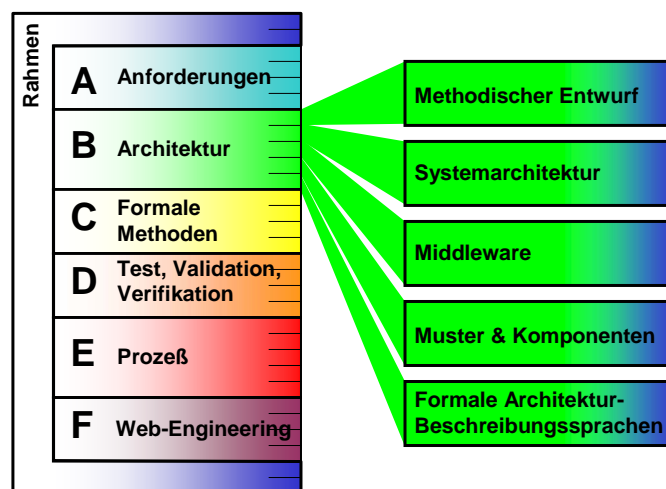 Rahmen
A
Anforderungen
B
Architektur
C
Formale
Methoden
D
Test, Validation,
Verifikation
E
Prozeß
F
Web-Engineering
Methodischer Entwurf
Systemarchitektur
Middleware
Muster & Komponenten
Formale Architektur-
Beschreibungssprachen